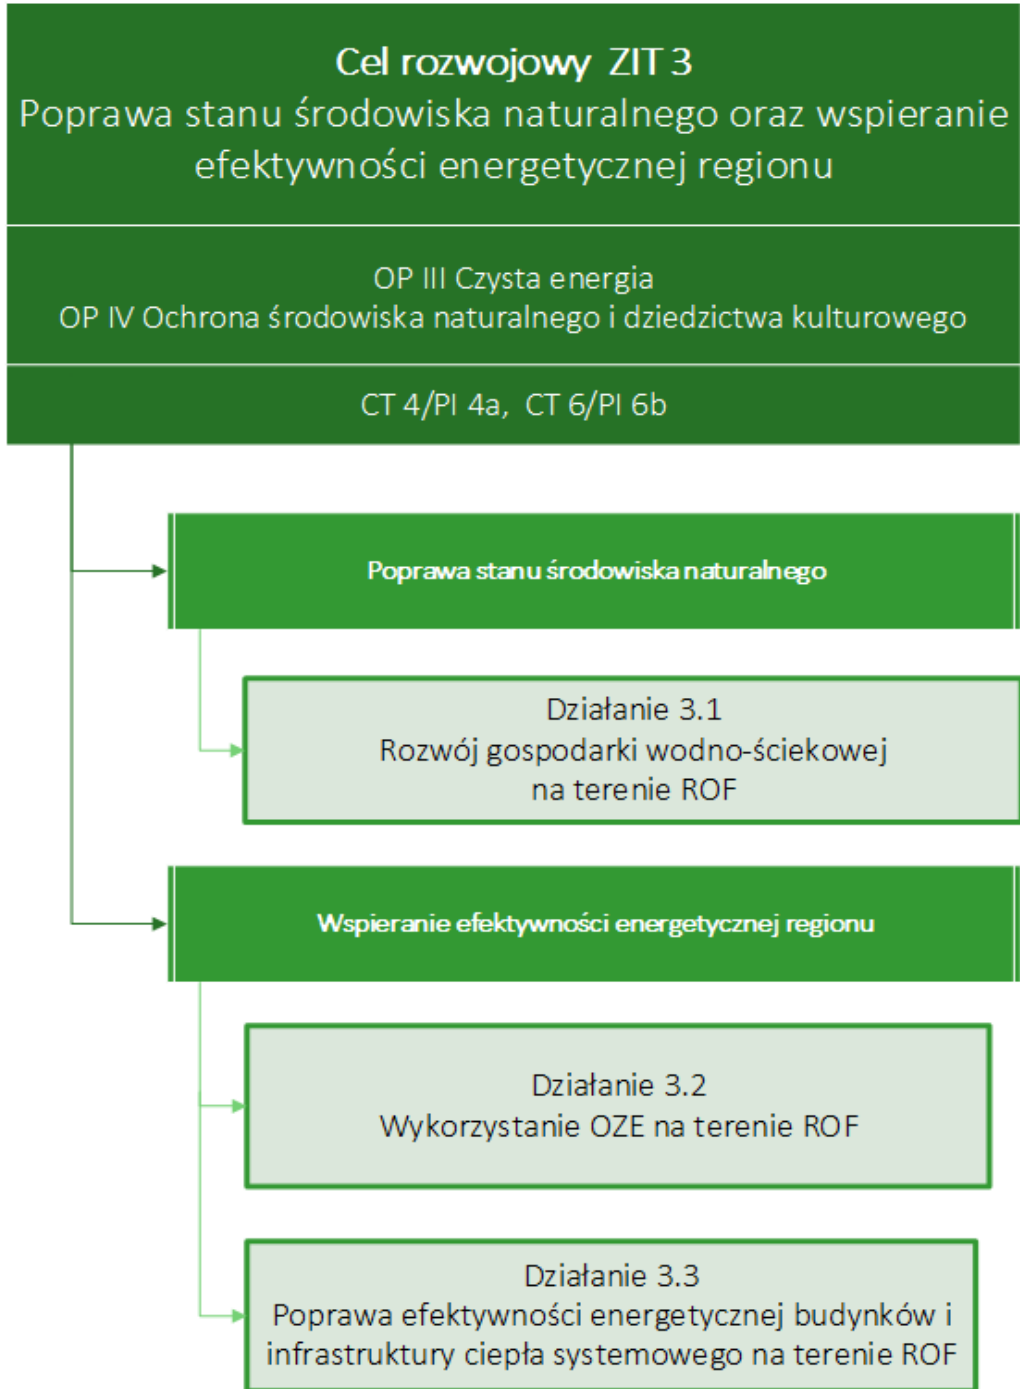 Cel rozwojowy ZIT 3
Poprawa stanu środowiska naturalnego oraz wspieranie
efektywności energetycznej regionu
OP III Czysta energia
OP IV Ochrona środowiska naturalnego i dziedzictwa kulturowego
CT 4/PI 4a, CT 6/PI 6b
Poprawa stanu środowiska naturalnego
Działanie 3.1
Rozwój gospodarki wodno-ściekowej
na terenie ROF
Wspieranie efektywności energetycznej regionu
Działanie 3.2
Wykorzystanie OZE na terenie ROF
Działanie 3.3
Poprawa efektywności energetycznej budynków i
infrastruktury ciepła systemowego na terenie ROF